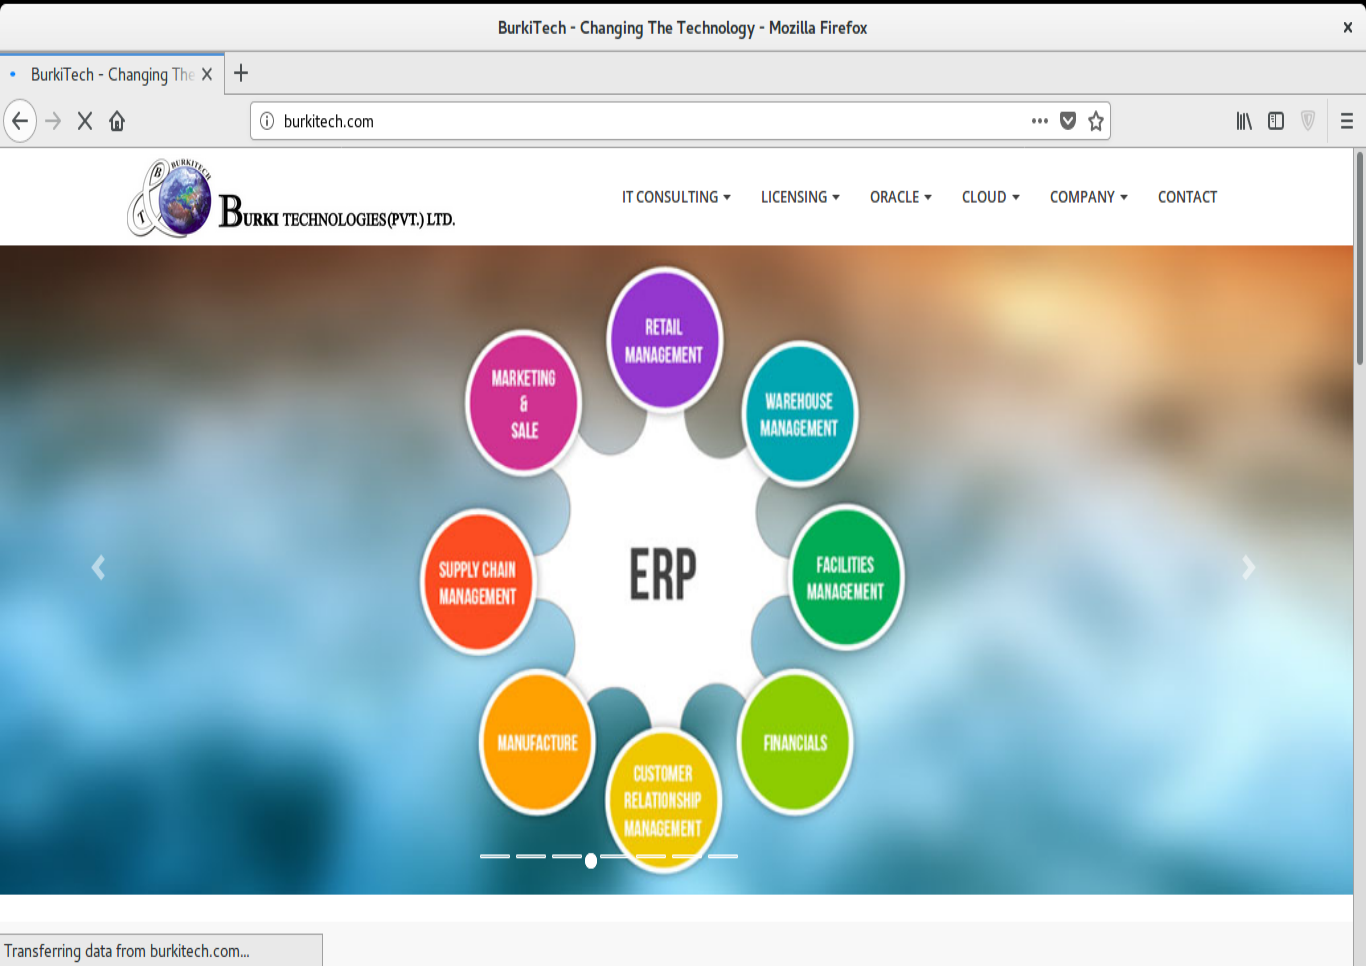 BurkiTech - Changing The Technology - Mozilla Firefox
BurkiTech - Changing The
burkitech.com
BURKITECH
B
T
BURKI TECHNOLOGIES(PVT.) LTD.
IT CONSULTING
LICENSING
ORACLE
CLOUD
COMPANY
CONTACT
RETAIL
MANAGEMENT
MARKETING
&
SALE
WAREHOUSE
MANAGEMENT
SUPPLY CHAIN
MANAGEMENT
ERP
FACILITIES
MANAGEMENT
MANUFACTURE
FINANCIALS
CUSTOMER
RELATIONSHIP
MANAGEMENT
Transferring data from burkitech.com...